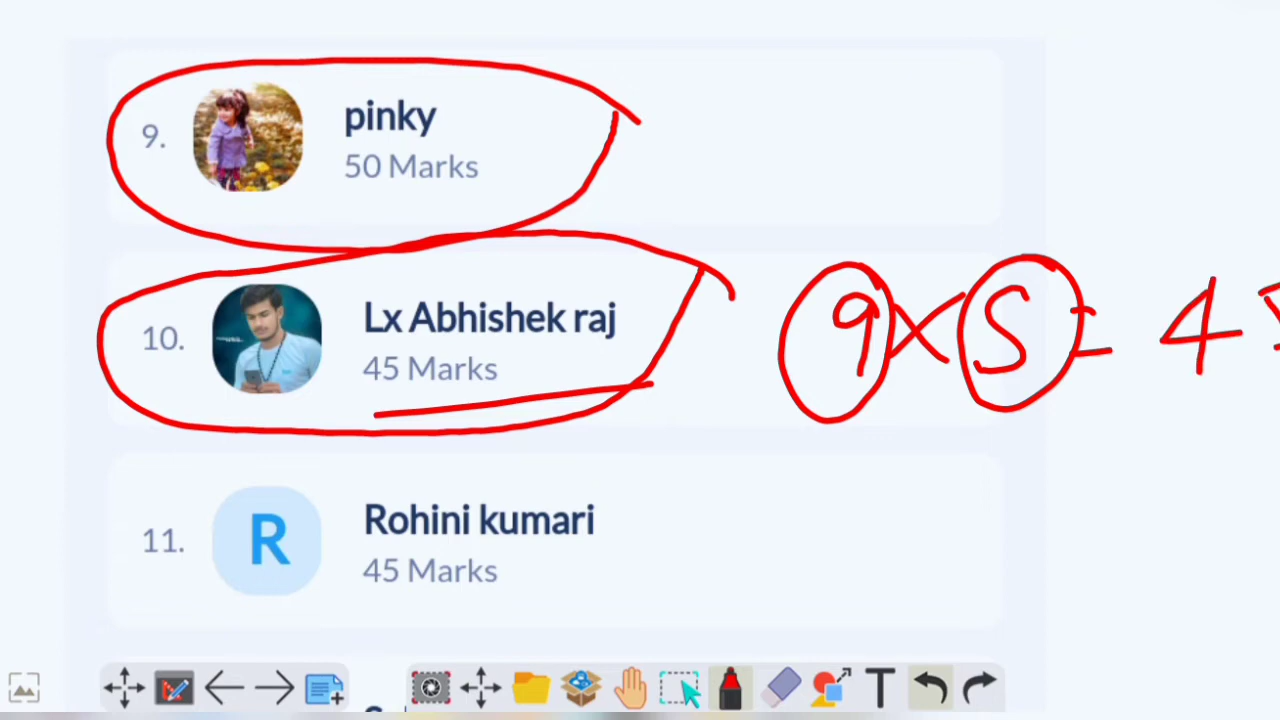 9.
pinky
50 Marks
10.
Lx Abhishek raj
45 Marks
9 × 5 = 4
11.
R
Rohini kumari
45 Marks
T